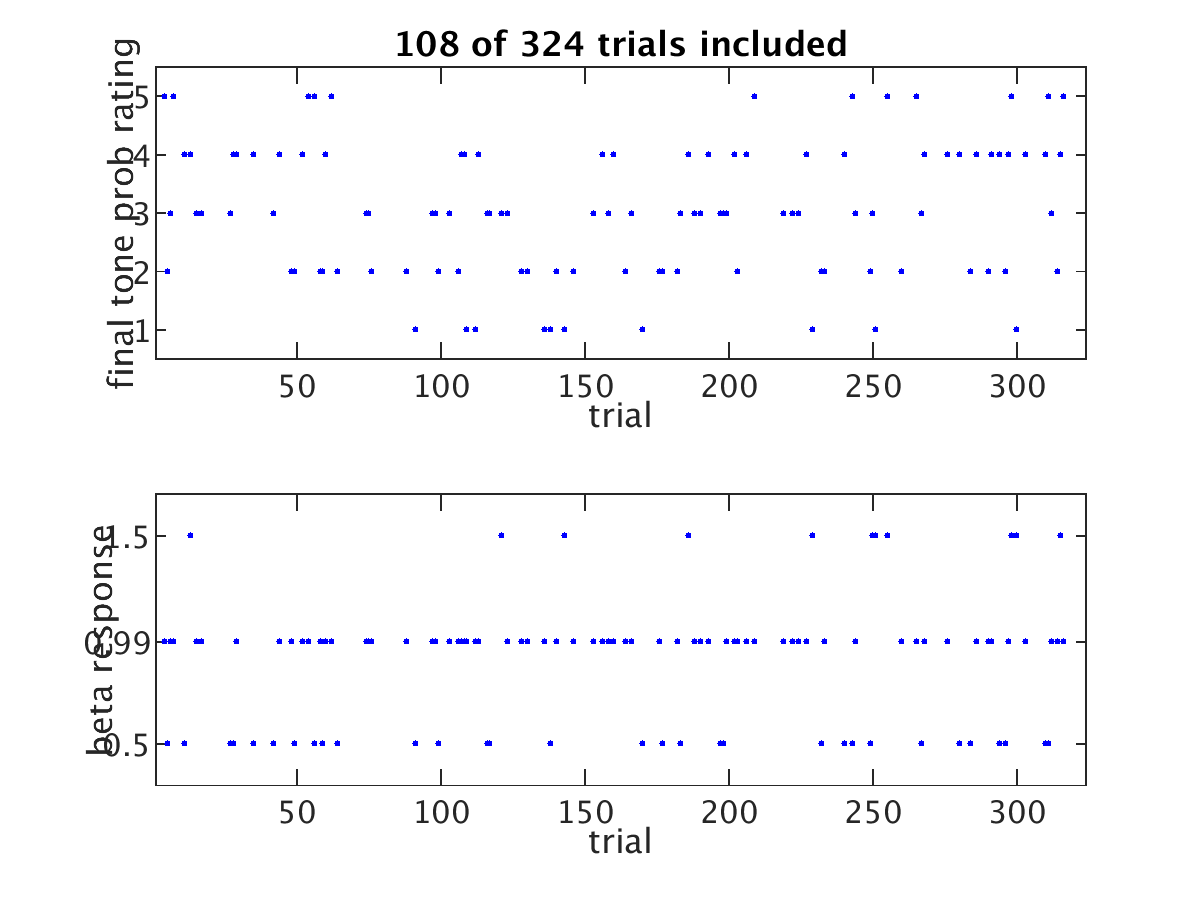 108 of 324 trials included
final tone prob rating
5
4
3
2
1
50 100 150 200 250 300
trial
beta response
1.5
0.99
0.5
50 100 150 200 250 300
trial